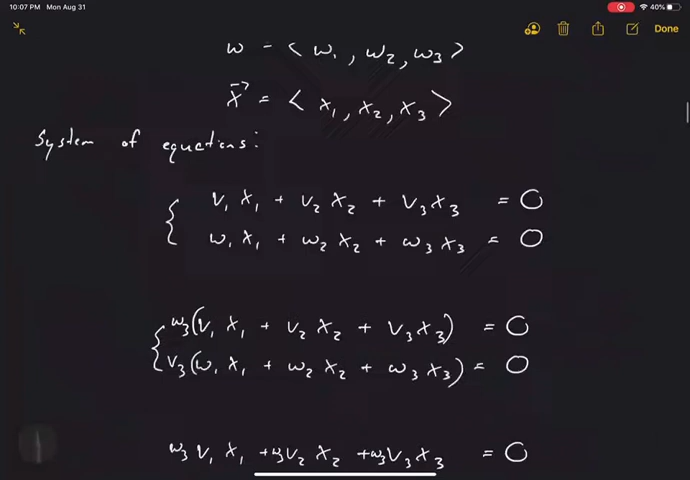 10:07 PM Mon Aug 31
40%
Done
w = < w₁, w₂, w₃ >
x⃗ = < x₁, x₂, x₃ >
System of equations:
v₁ x₁ + v₂ x₂ + v₃ x₃ = 0
w₁ x₁ + w₂ x₂ + w₃ x₃ = 0
w₃(v₁ x₁ + v₂ x₂ + v₃ x₃) = 0
v₃(w₁ x₁ + w₂ x₂ + w₃ x₃) = 0
w₃ v₁ x₁ + w₃ v₂ x₂ + w₃ v₃ x₃ = 0